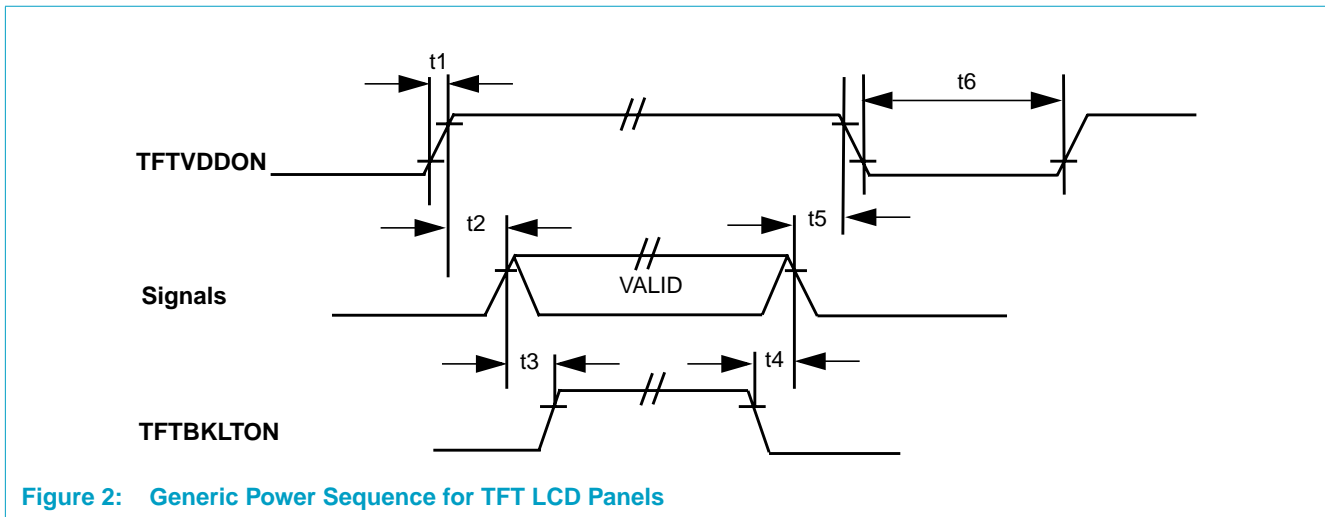 t1
t6
TFTVDDON
t2
t5
VALID
Signals
t3
t4
TFTBKLTON
Figure 2: Generic Power Sequence for TFT LCD Panels